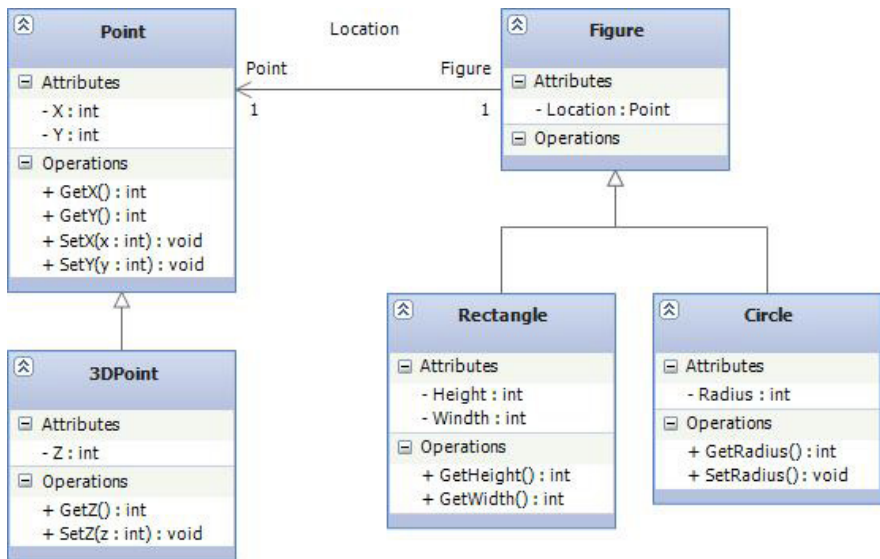 Point
Attributes
- X : int
- Y : int
Operations
+ GetX() : int
+ GetY() : int
+ SetX(x : int) : void
+ SetY(y : int) : void
Location
Point
Figure
1
1
Figure
Attributes
- Location : Point
Operations
3DPoint
Attributes
- Z : int
Operations
+ GetZ() : int
+ SetZ(z : int) : void
Rectangle
Attributes
- Height : int
- Windth : int
Operations
+ GetHeight() : int
+ GetWidth() : int
Circle
Attributes
- Radius : int
Operations
+ GetRadius() : int
+ SetRadius() : void